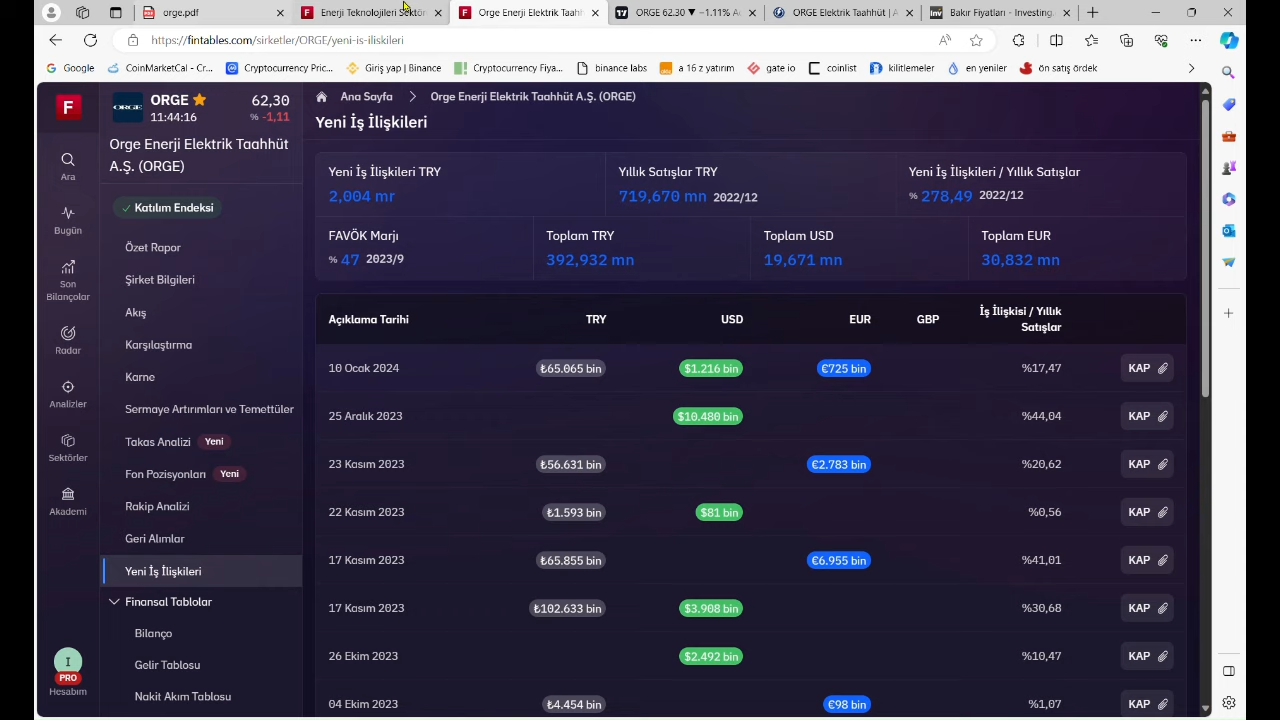 orge.pdf
Enerji Teknolojileri Sektör
Orge Enerji Elektrik Taahh
ORGE 62.30 ▼ −1.11% A
ORGE Elektrik Taahhüt | A
Bakır Fiyatları - Investing.
https://fintables.com/sirketler/ORGE/yeni-is-iliskileri
Google
CoinMarketCal - Cr...
Cryptocurrency Pric...
Giriş yap | Binance
Cryptocurrency Fiya...
binance labs
a 16 z yatırım
gate io
coinlist
kilitlemeler
en yeniler
ön satış ördek
F
Ara
Bugün
Son
Bilançolar
Radar
Analizler
Sektörler
Akademi
I
PRO
Hesabım
ORGE
ORGE
62,30
11:44:16
% -1,11
Orge Enerji Elektrik Taahhüt
A.Ş. (ORGE)
✓ Katılım Endeksi
Özet Rapor
Şirket Bilgileri
Akış
Karşılaştırma
Karne
Sermaye Artırımları ve Temettüler
Takas Analizi Yeni
Fon Pozisyonları Yeni
Rakip Analizi
Geri Alımlar
Yeni İş İlişkileri
Finansal Tablolar
Bilanço
Gelir Tablosu
Nakit Akım Tablosu
Ana Sayfa
Orge Enerji Elektrik Taahhüt A.Ş. (ORGE)
Yeni İş İlişkileri
Yeni İş İlişkileri TRY
2,004 mr
Yıllık Satışlar TRY
719,670 mn 2022/12
Yeni İş İlişkileri / Yıllık Satışlar
% 278,49 2022/12
FAVÖK Marjı
% 47 2023/9
Toplam TRY
392,932 mn
Toplam USD
19,671 mn
Toplam EUR
30,832 mn
Açıklama Tarihi TRY USD EUR GBP İş İlişkisi / Yıllık
Satışlar
10 Ocak 2024 ₺65.065 bin $1.216 bin €725 bin %17,47 KAP
25 Aralık 2023 $10.480 bin %44,04 KAP
23 Kasım 2023 ₺56.631 bin €2.783 bin %20,62 KAP
22 Kasım 2023 ₺1.593 bin $81 bin %0,56 KAP
17 Kasım 2023 ₺65.855 bin €6.955 bin %41,01 KAP
17 Kasım 2023 ₺102.633 bin $3.908 bin %30,68 KAP
26 Ekim 2023 $2.492 bin %10,47 KAP
04 Ekim 2023 ₺4.454 bin €98 bin %1,07 KAP